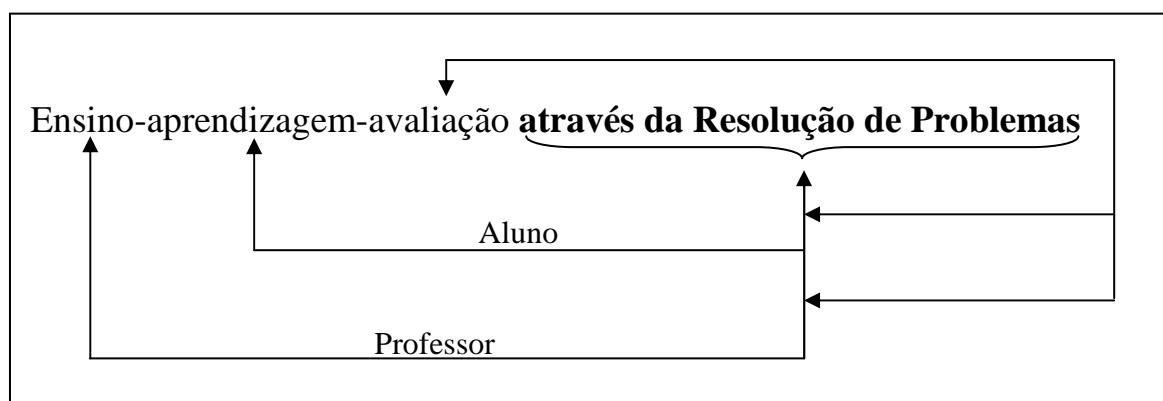 Ensino-aprendizagem-avaliação através da Resolução de Problemas
Aluno
Professor